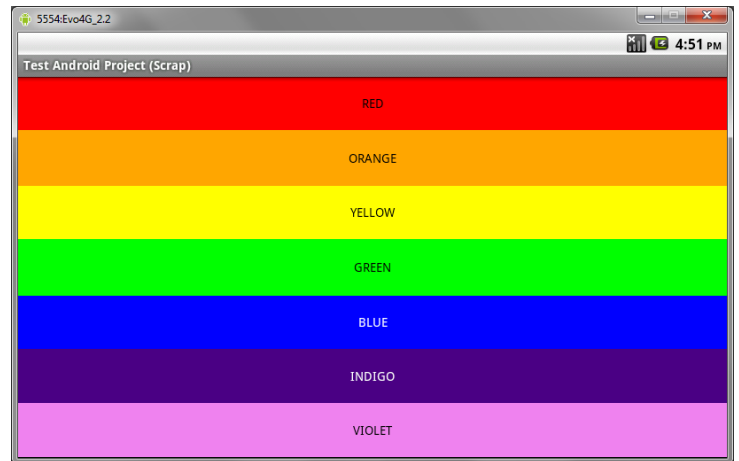 5554:Evo4G_2.2
4:51 PM
Test Android Project (Scrap)
RED
ORANGE
YELLOW
GREEN
BLUE
INDIGO
VIOLET